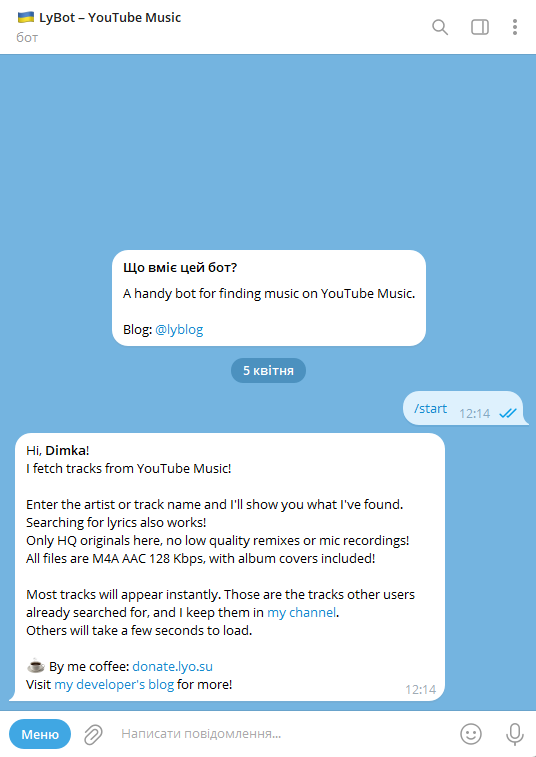 🇺🇦 LyBot – YouTube Music
бот
Що вміє цей бот?
A handy bot for finding music on YouTube Music.
Blog: @lyblog
5 квітня
/start 12:14
Hi, Dimka!
I fetch tracks from YouTube Music!
Enter the artist or track name and I'll show you what I've found.
Searching for lyrics also works!
Only HQ originals here, no low quality remixes or mic recordings!
All files are M4A AAC 128 Kbps, with album covers included!
Most tracks will appear instantly. Those are the tracks other users
already searched for, and I keep them in my channel.
Others will take a few seconds to load.
☕ By me coffee: donate.lyo.su
Visit my developer's blog for more! 12:14
Меню
Написати повідомлення...